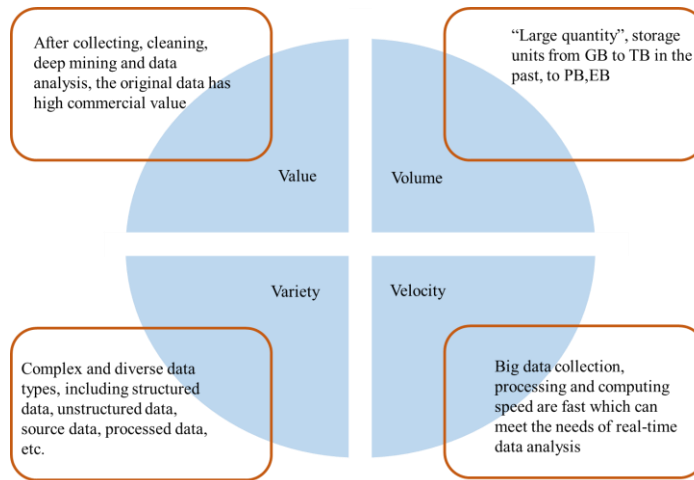 After collecting, cleaning,
deep mining and data
analysis, the original data has
high commercial value
“Large quantity”, storage
units from GB to TB in the
past, to PB,EB
Value
Volume
Variety
Velocity
Complex and diverse data
types, including structured
data, unstructured data,
source data, processed data,
etc.
Big data collection,
processing and computing
speed are fast which can
meet the needs of real-time
data analysis